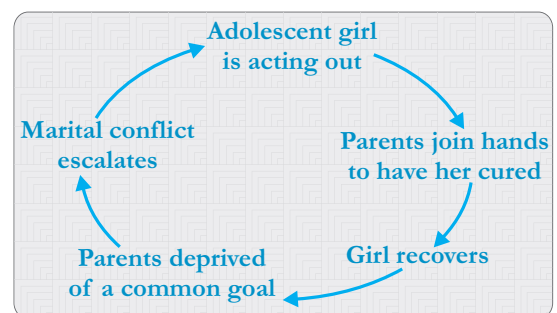 Adolescent girl
is acting out
Parents join hands
to have her cured
Girl recovers
Parents deprived
of a common goal
Marital conflict
escalates